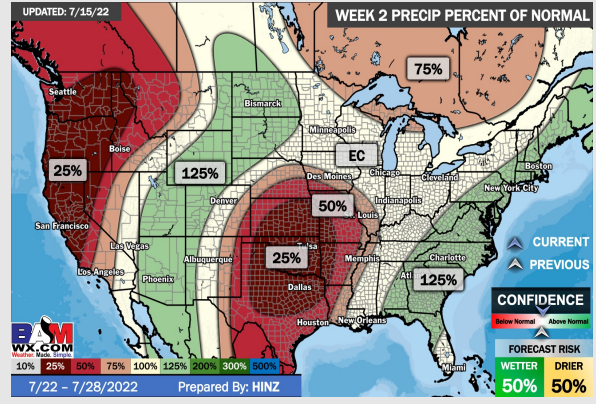 UPDATED: 7/15/22
WEEK 2 PRECIP PERCENT OF NORMAL
75%
Seattle
Bismarck
Minneapolis
Boise
EC
25%
125%
Des Moines
Chicago
Cleveland
Boston
New York City
Denver
50%
Indianapolis
Louis
San Francisco
Las Vegas
Albuquerque
Tulsa
25%
Memphis
Charlotte
Los Angeles
Phoenix
Dallas
Atl
125%
Houston
New Orleans
Miami
CURRENT
PREVIOUS
CONFIDENCE
Below Normal
Above Normal
FORECAST RISK
WETTER
DRIER
50%
50%
BAM
WX.COM
Weather. Made. Simple.
10% 25% 50% 75% 100% 125% 200% 300% 500%
7/22 – 7/28/2022
Prepared By: HINZ